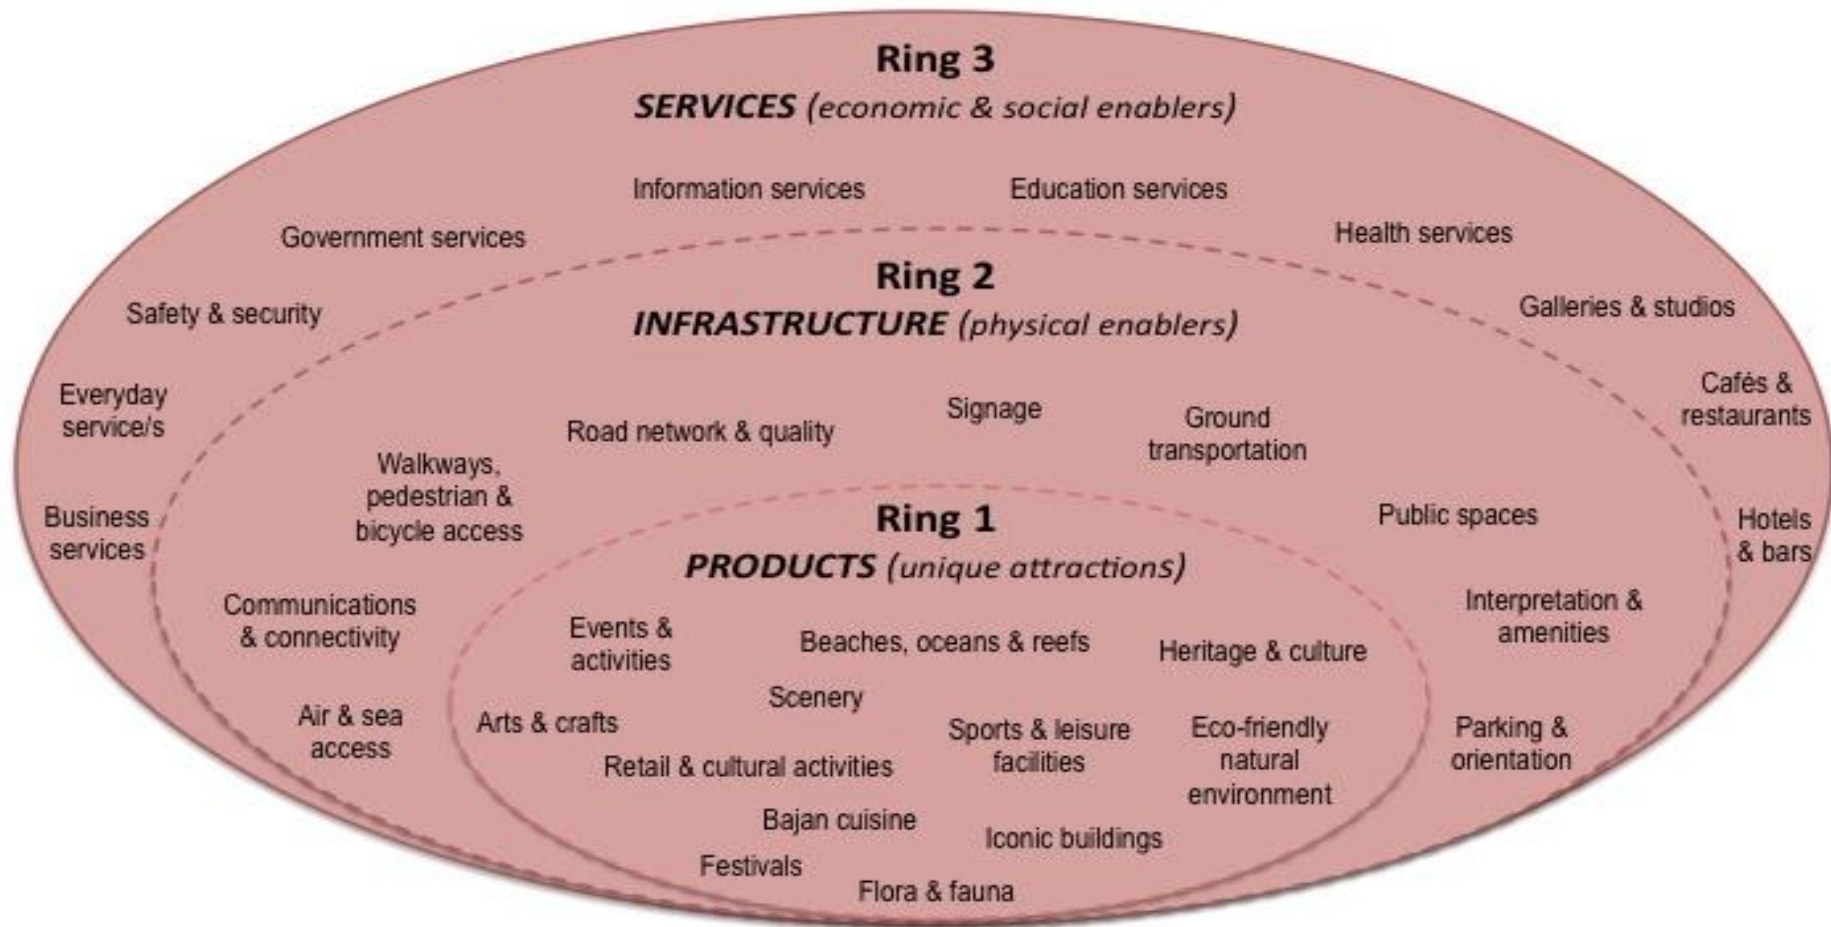 Ring 3
SERVICES (economic & social enablers)
Information services
Education services
Government services
Health services
Safety & security
Galleries & studios
Everyday
service/s
Cafés &
restaurants
Business
services
Hotels
& bars
Ring 2
INFRASTRUCTURE (physical enablers)
Signage
Road network & quality
Ground
transportation
Walkways,
pedestrian &
bicycle access
Public spaces
Communications
& connectivity
Interpretation &
amenities
Air & sea
access
Parking &
orientation
Ring 1
PRODUCTS (unique attractions)
Events &
activities
Beaches, oceans & reefs
Heritage & culture
Scenery
Arts & crafts
Sports & leisure
facilities
Eco-friendly
natural
environment
Retail & cultural activities
Bajan cuisine
Iconic buildings
Festivals
Flora & fauna